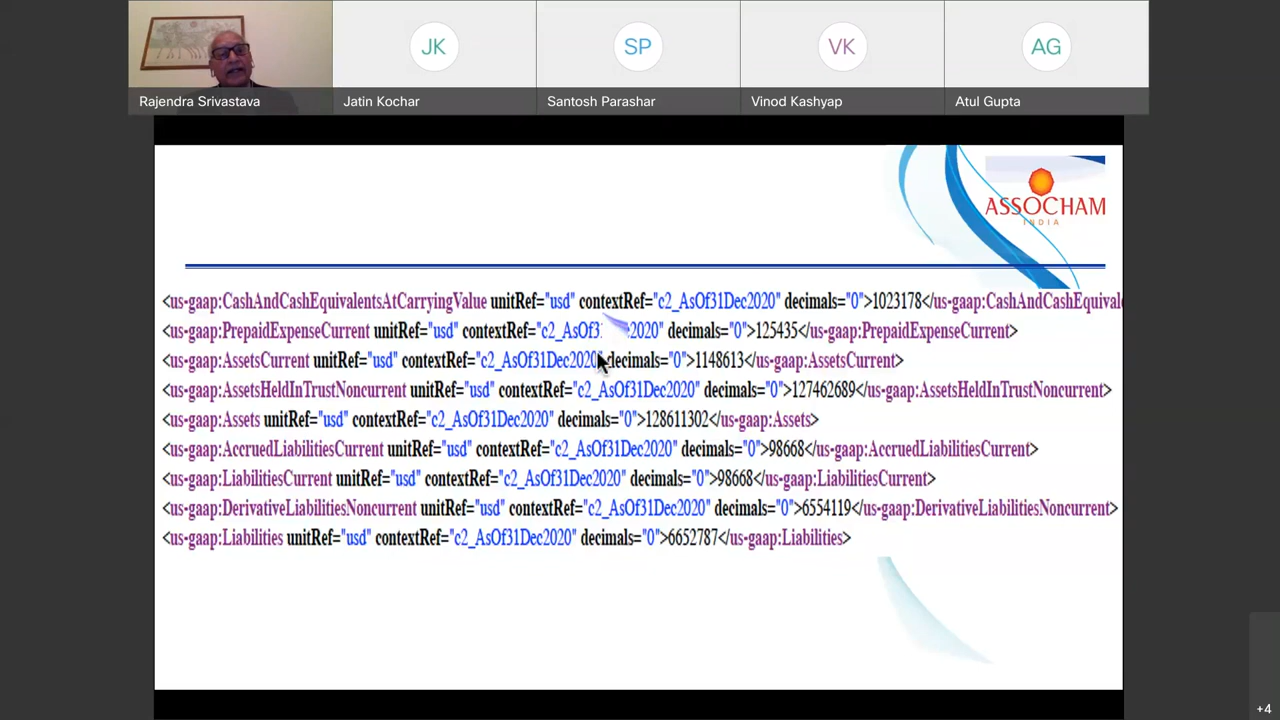 JK
SP
VK
AG
Rajendra Srivastava
Jatin Kochar
Santosh Parashar
Vinod Kashyap
Atul Gupta
ASSOCHAM
INDIA
<us-gaap:CashAndCashEquivalentsAtCarryingValue unitRef="usd" contextRef="c2_AsOf31Dec2020" decimals="0">1023178</us-gaap:CashAndCashEquival
<us-gaap:PrepaidExpenseCurrent unitRef="usd" contextRef="c2_AsOf3 2020" decimals="0">125435</us-gaap:PrepaidExpenseCurrent>
<us-gaap:AssetsCurrent unitRef="usd" contextRef="c2_AsOf31Dec2020" decimals="0">1148613</us-gaap:AssetsCurrent>
<us-gaap:AssetsHeldInTrustNoncurrent unitRef="usd" contextRef="c2_AsOf31Dec2020" decimals="0">127462689</us-gaap:AssetsHeldInTrustNoncurrent>
<us-gaap:Assets unitRef="usd" contextRef="c2_AsOf31Dec2020" decimals="0">128611302</us-gaap:Assets>
<us-gaap:AccruedLiabilitiesCurrent unitRef="usd" contextRef="c2_AsOf31Dec2020" decimals="0">98668</us-gaap:AccruedLiabilitiesCurrent>
<us-gaap:LiabilitiesCurrent unitRef="usd" contextRef="c2_AsOf31Dec2020" decimals="0">98668</us-gaap:LiabilitiesCurrent>
<us-gaap:DerivativeLiabilitiesNoncurrent unitRef="usd" contextRef="c2_AsOf31Dec2020" decimals="0">6554119</us-gaap:DerivativeLiabilitiesNoncurrent>
<us-gaap:Liabilities unitRef="usd" contextRef="c2_AsOf31Dec2020" decimals="0">6652787</us-gaap:Liabilities>
+4